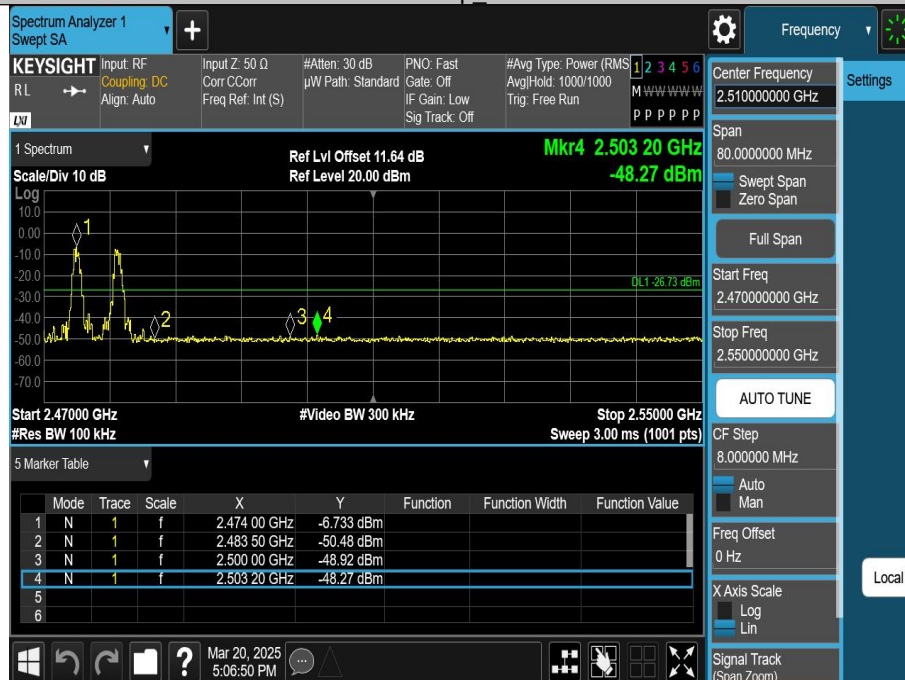 Spectrum Analyzer 1
Swept SA
+
Frequency
KEYSIGHT
RL
LXI
Input: RF
Coupling: DC
Align: Auto
Input Z: 50 Ω
Corr CCorr
Freq Ref: Int (S)
#Atten: 30 dB
µW Path: Standard
PNO: Fast
Gate: Off
IF Gain: Low
Sig Track: Off
#Avg Type: Power (RMS
Avg|Hold: 1000/1000
Trig: Free Run
1 2 3 4 5 6
M W W W W W
P P P P P P
1 Spectrum
Scale/Div 10 dB
Ref Lvl Offset 11.64 dB
Ref Level 20.00 dBm
Mkr4 2.503 20 GHz
-48.27 dBm
Log
10.0
0.00
-10.0
-20.0
-30.0
-40.0
-50.0
-60.0
-70.0
1
2
3
4
DL1 -26.73 dBm
Start 2.47000 GHz
#Video BW 300 kHz
Stop 2.55000 GHz
#Res BW 100 kHz
Sweep 3.00 ms (1001 pts)
5 Marker Table
Mode Trace Scale X Y Function Function Width Function Value
1 N 1 f 2.474 00 GHz -6.733 dBm
2 N 1 f 2.483 50 GHz -50.48 dBm
3 N 1 f 2.500 00 GHz -48.92 dBm
4 N 1 f 2.503 20 GHz -48.27 dBm
5
6
?
Mar 20, 2025
5:06:50 PM
Center Frequency
2.510000000 GHz
Settings
Span
80.0000000 MHz
Swept Span
Zero Span
Full Span
Start Freq
2.470000000 GHz
Stop Freq
2.550000000 GHz
AUTO TUNE
CF Step
8.000000 MHz
Auto
Man
Freq Offset
0 Hz
Local
X Axis Scale
Log
Lin
Signal Track
(Span Zoom)